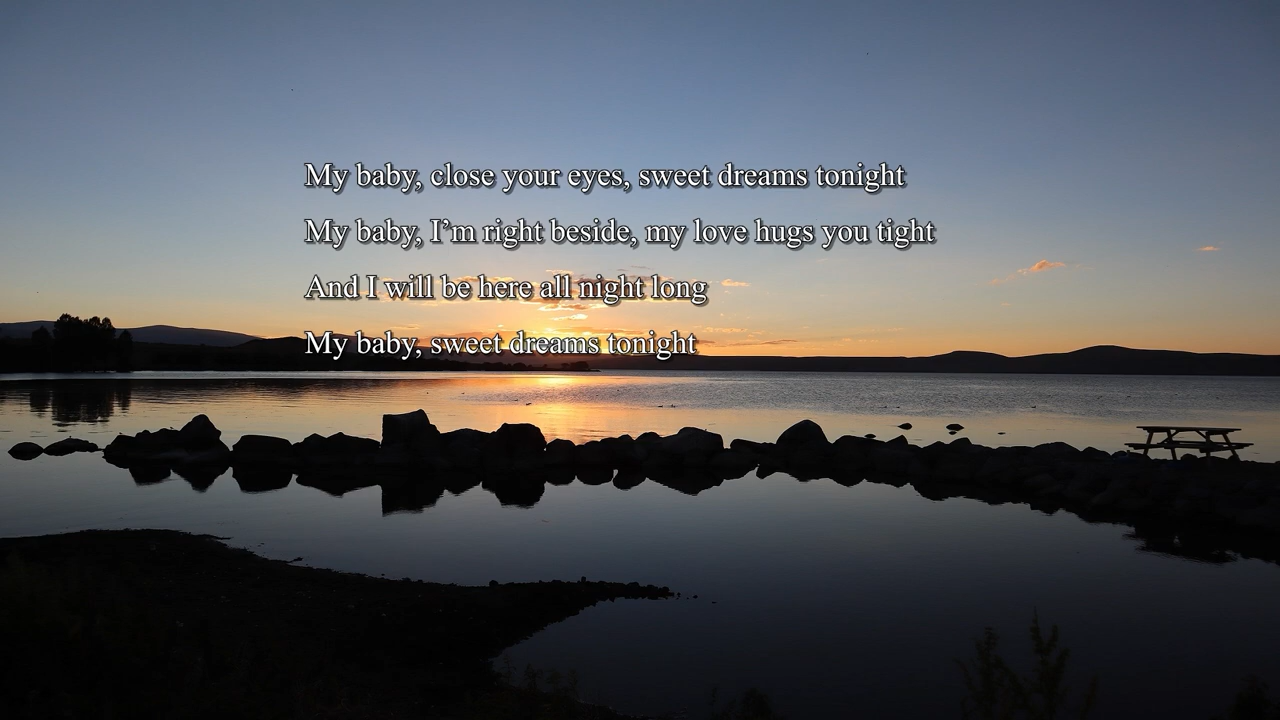 My baby, close your eyes, sweet dreams tonight
My baby, I’m right beside, my love hugs you tight
And I will be here all night long
My baby, sweet dreams tonight